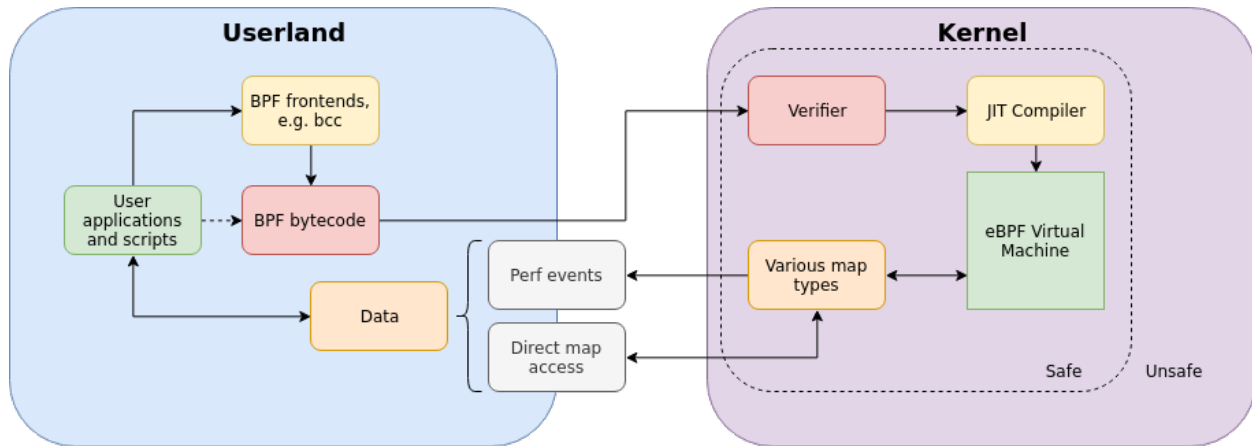 Userland
BPF frontends,
e.g. bcc
User
applications
and scripts
BPF bytecode
Data
Perf events
Direct map
access
Kernel
Verifier
JIT Compiler
eBPF Virtual
Machine
Various map
types
Safe
Unsafe